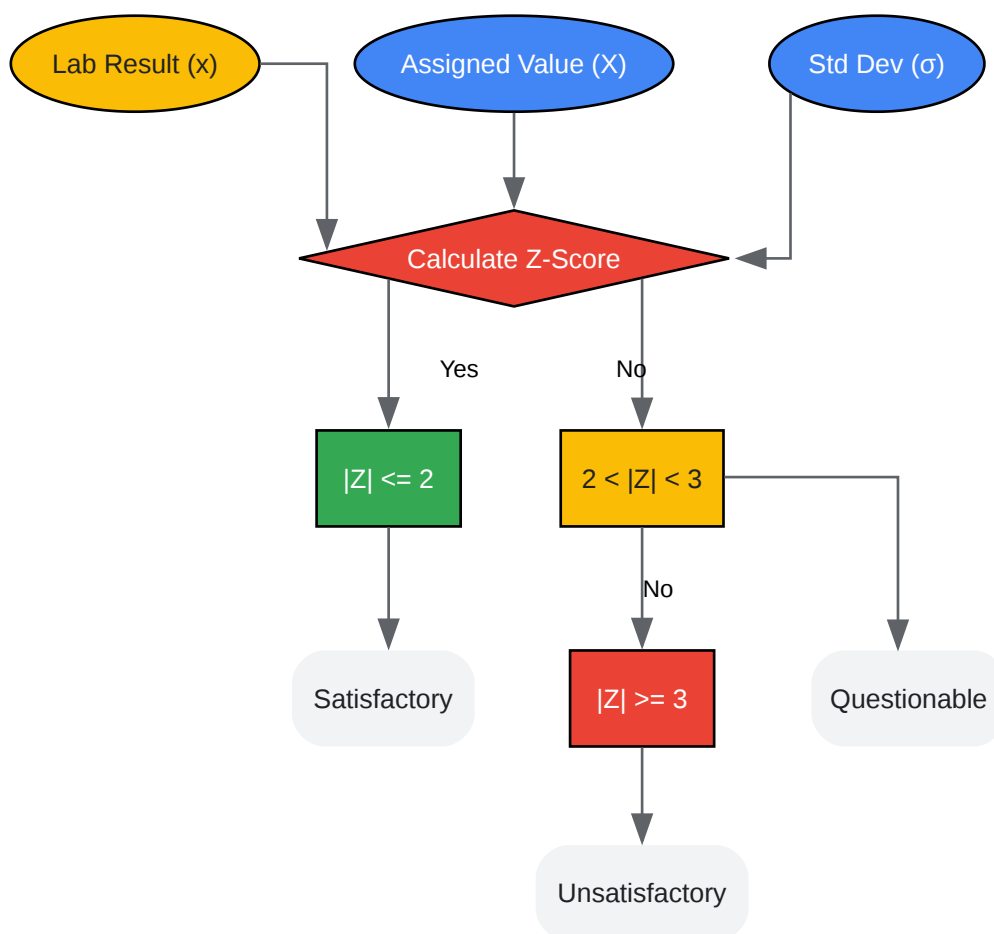 Lab Result (x)
Assigned Value (X)
Std Dev (σ)
Calculate Z-Score
Yes
No
|Z| <= 2
2 < |Z| < 3
No
Satisfactory
|Z| >= 3
Questionable
Unsatisfactory